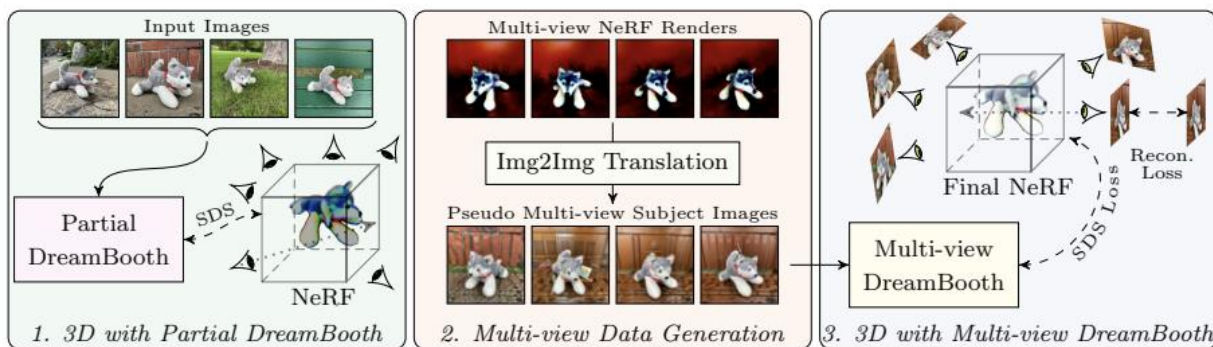 Input Images
Partial
DreamBooth
SDS
NeRF
1. 3D with Partial DreamBooth
Multi-view NeRF Renders
Img2Img Translation
Pseudo Multi-view Subject Images
2. Multi-view Data Generation
Final NeRF
Recon.
Loss
SDS Loss
Multi-view
DreamBooth
3. 3D with Multi-view DreamBooth